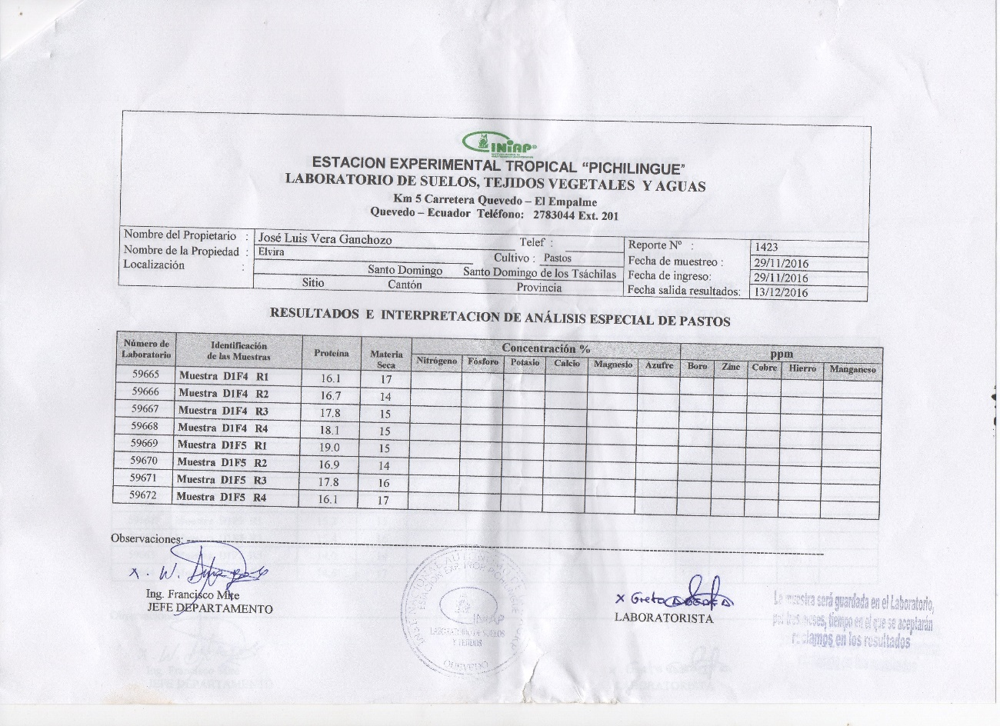 INIAP®
ESTACION EXPERIMENTAL TROPICAL “PICHILINGUE”
LABORATORIO DE SUELOS, TEJIDOS VEGETALES Y AGUAS
Km 5 Carretera Quevedo – El Empalme
Quevedo – Ecuador Teléfono: 2783044 Ext. 201
Nombre del Propietario : José Luis Vera Ganchozo Telef : Reporte Nº : 1423
Nombre de la Propiedad : Elvira Cultivo : Pastos Fecha de muestreo : 29/11/2016
Localización : Santo Domingo Santo Domingo de los Tsáchilas Fecha de ingreso: 29/11/2016
Sitio Cantón Provincia Fecha salida resultados: 13/12/2016
RESULTADOS E INTERPRETACION DE ANÁLISIS ESPECIAL DE PASTOS
Número de Laboratorio Identificación de las Muestras Proteína Materia Seca Concentración % ppm
Nitrógeno Fósforo Potasio Calcio Magnesio Azufre Boro Zinc Cobre Hierro Manganeso
59665 Muestra D1F4 R1 16.1 17
59666 Muestra D1F4 R2 16.7 14
59667 Muestra D1F4 R3 17.8 15
59668 Muestra D1F4 R4 18.1 15
59669 Muestra D1F5 R1 19.0 15
59670 Muestra D1F5 R2 16.9 14
59671 Muestra D1F5 R3 17.8 16
59672 Muestra D1F5 R4 16.1 17
Observaciones:
x. W.
Ing. Francisco Mite
JEFE DEPARTAMENTO
INIAP
LABORATORIO DE SUELOS
Y TEJIDOS
QUEVEDO
x Greta
LABORATORISTA
La muestra será guardada en el Laboratorio,
por meses, tiempo en el que se aceptarán
reclamos en los resultados